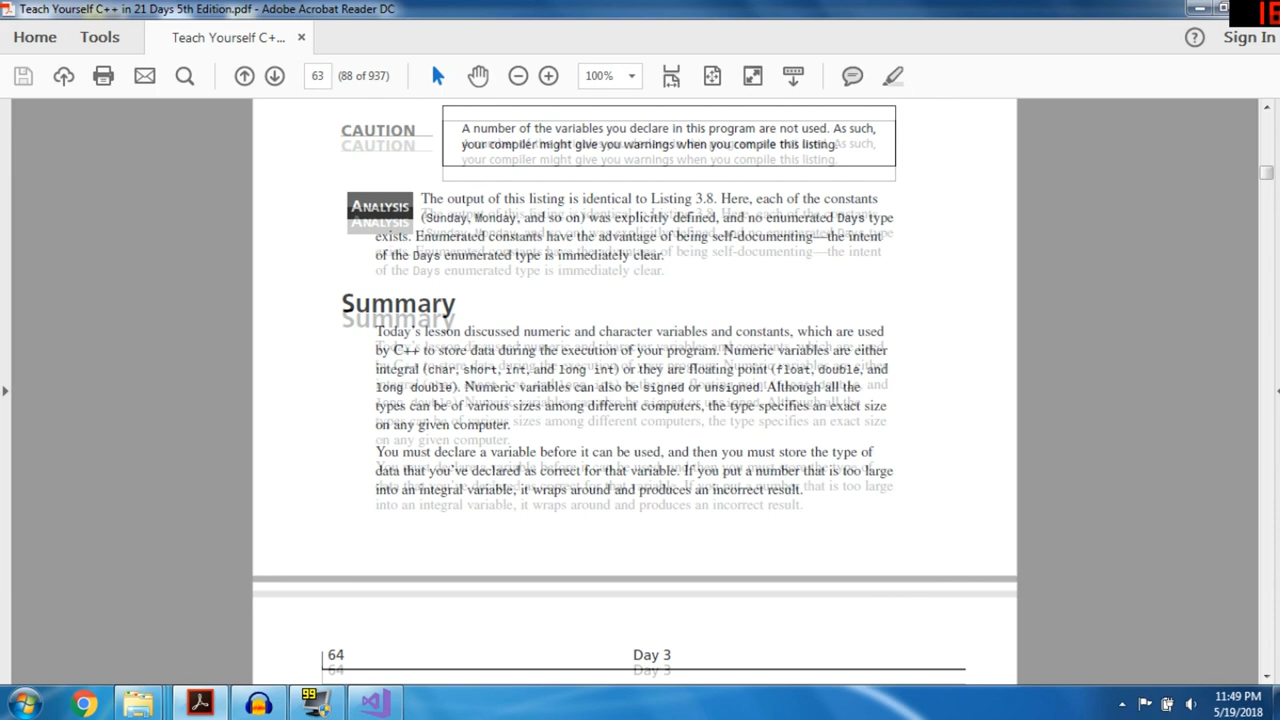 Teach Yourself C++ in 21 Days 5th Edition.pdf - Adobe Acrobat Reader DC
Home Tools Teach Yourself C+... × Sign In
63 (88 of 937) 100%
CAUTION
A number of the variables you declare in this program are not used. As such,
your compiler might give you warnings when you compile this listing.
ANALYSIS
The output of this listing is identical to Listing 3.8. Here, each of the constants
(Sunday, Monday, and so on) was explicitly defined, and no enumerated Days type
exists. Enumerated constants have the advantage of being self-documenting—the intent
of the Days enumerated type is immediately clear.
Summary
Today's lesson discussed numeric and character variables and constants, which are used
by C++ to store data during the execution of your program. Numeric variables are either
integral (char, short, int, and long int) or they are floating point (float, double, and
long double). Numeric variables can also be signed or unsigned. Although all the
types can be of various sizes among different computers, the type specifies an exact size
on any given computer.
You must declare a variable before it can be used, and then you must store the type of
data that you've declared as correct for that variable. If you put a number that is too large
into an integral variable, it wraps around and produces an incorrect result.
64 Day 3
99
11:49 PM
5/19/2018